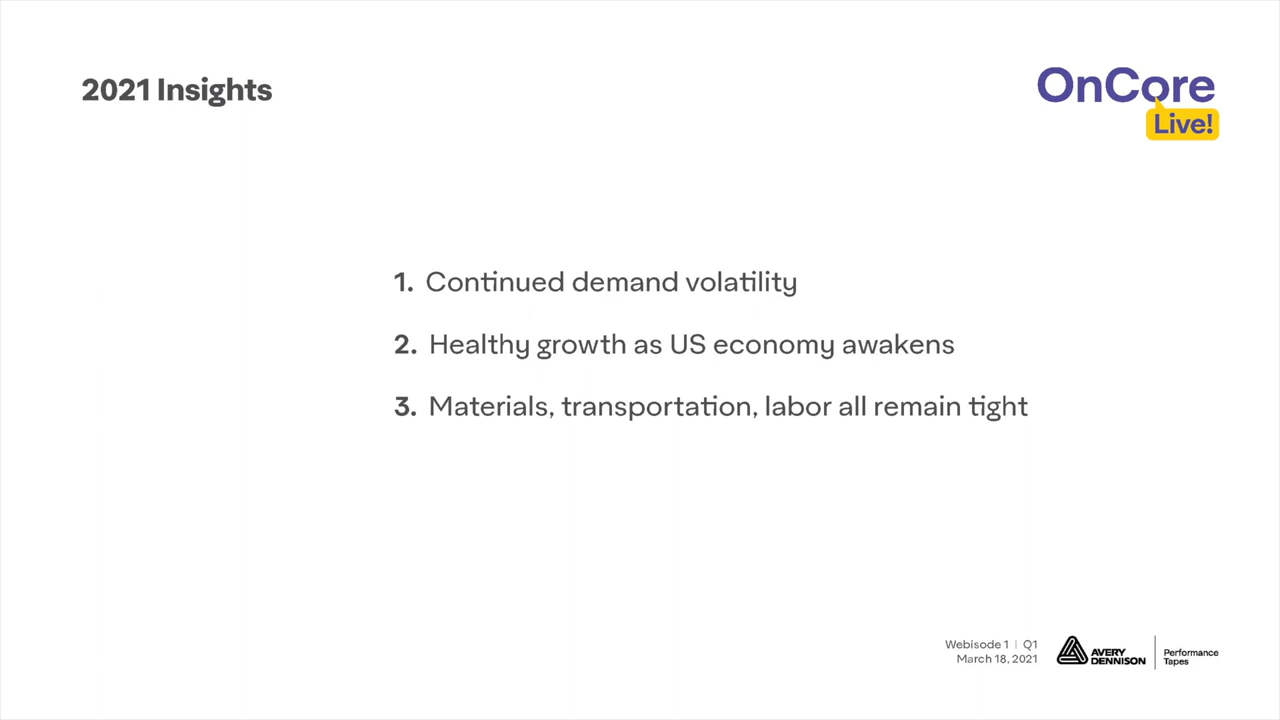 2021 Insights
OnCore
Live!
1. Continued demand volatility
2. Healthy growth as US economy awakens
3. Materials, transportation, labor all remain tight
Webisode 1 | Q1
March 18, 2021
AVERY
DENNISON
Performance
Tapes